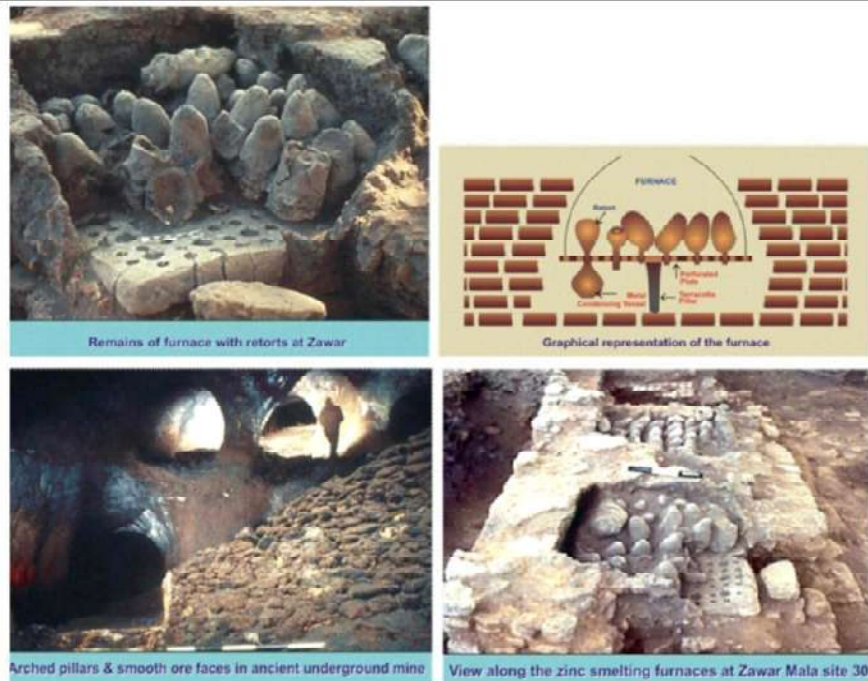 Remains of furnace with retorts at Zawar
FURNACE
Retort
Perforated
Plate
Metal
Condensing Vessel
Terracotta
Pillar
Graphical representation of the furnace
Arched pillars & smooth ore faces in ancient underground mine
View along the zinc smelting furnaces at Zawar Mala site 30